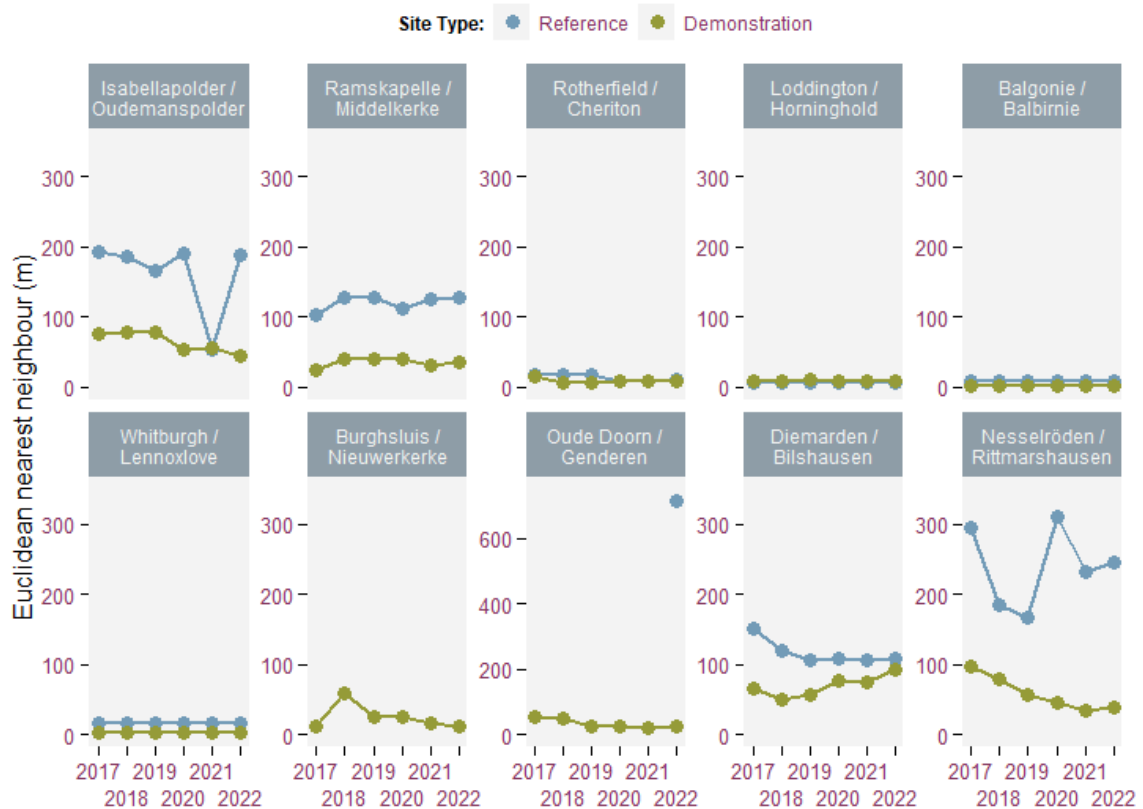 Site Type: Reference Demonstration
Euclidean nearest neighbour (m)
Isabellapolder /
Oudemanspolder
300
200
100
0
Ramskapelle /
Middelkerke
300
200
100
0
Rotherfield /
Cheriton
300
200
100
0
Loddington /
Horninghold
300
200
100
0
Balgonie /
Balbirnie
300
200
100
0
Whitburgh /
Lennoxlove
300
200
100
0
2017 2019 2021
2018 2020 2022
Burghsluis /
Nieuwerkerke
300
200
100
0
2017 2019 2021
2018 2020 2022
Oude Doorn /
Genderen
600
400
200
0
2017 2019 2021
2018 2020 2022
Diemarden /
Bilshausen
300
200
100
0
2017 2019 2021
2018 2020 2022
Nesselröden /
Rittmarshausen
300
200
100
0
2017 2019 2021
2018 2020 2022